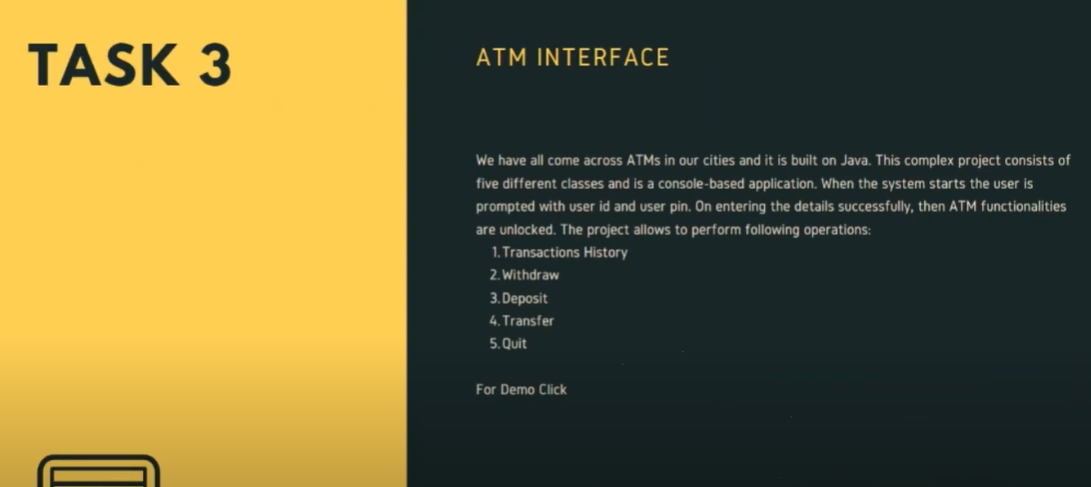 TASK 3
ATM INTERFACE
We have all come across ATMs in our cities and it is built on Java. This complex project consists of
five different classes and is a console-based application. When the system starts the user is
prompted with user id and user pin. On entering the details successfully, then ATM functionalities
are unlocked. The project allows to perform following operations:
1. Transactions History
2. Withdraw
3. Deposit
4. Transfer
5. Quit
For Demo Click